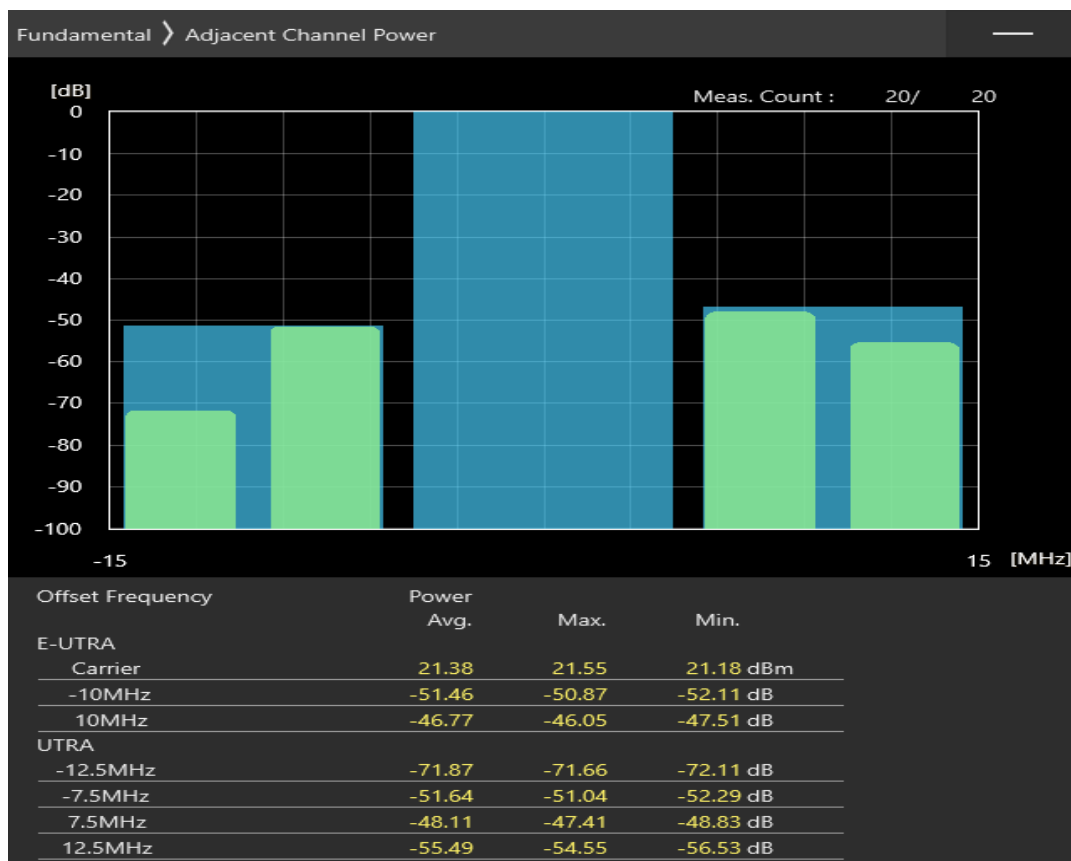 Fundamental ❯ Adjacent Channel Power
[dB]
Meas. Count : 20/ 20
0
-10
-20
-30
-40
-50
-60
-70
-80
-90
-100
-15 15 [MHz]
Offset Frequency Power
Avg. Max. Min.
E-UTRA
Carrier 21.38 21.55 21.18 dBm
-10MHz -51.46 -50.87 -52.11 dB
10MHz -46.77 -46.05 -47.51 dB
UTRA
-12.5MHz -71.87 -71.66 -72.11 dB
-7.5MHz -51.64 -51.04 -52.29 dB
7.5MHz -48.11 -47.41 -48.83 dB
12.5MHz -55.49 -54.55 -56.53 dB